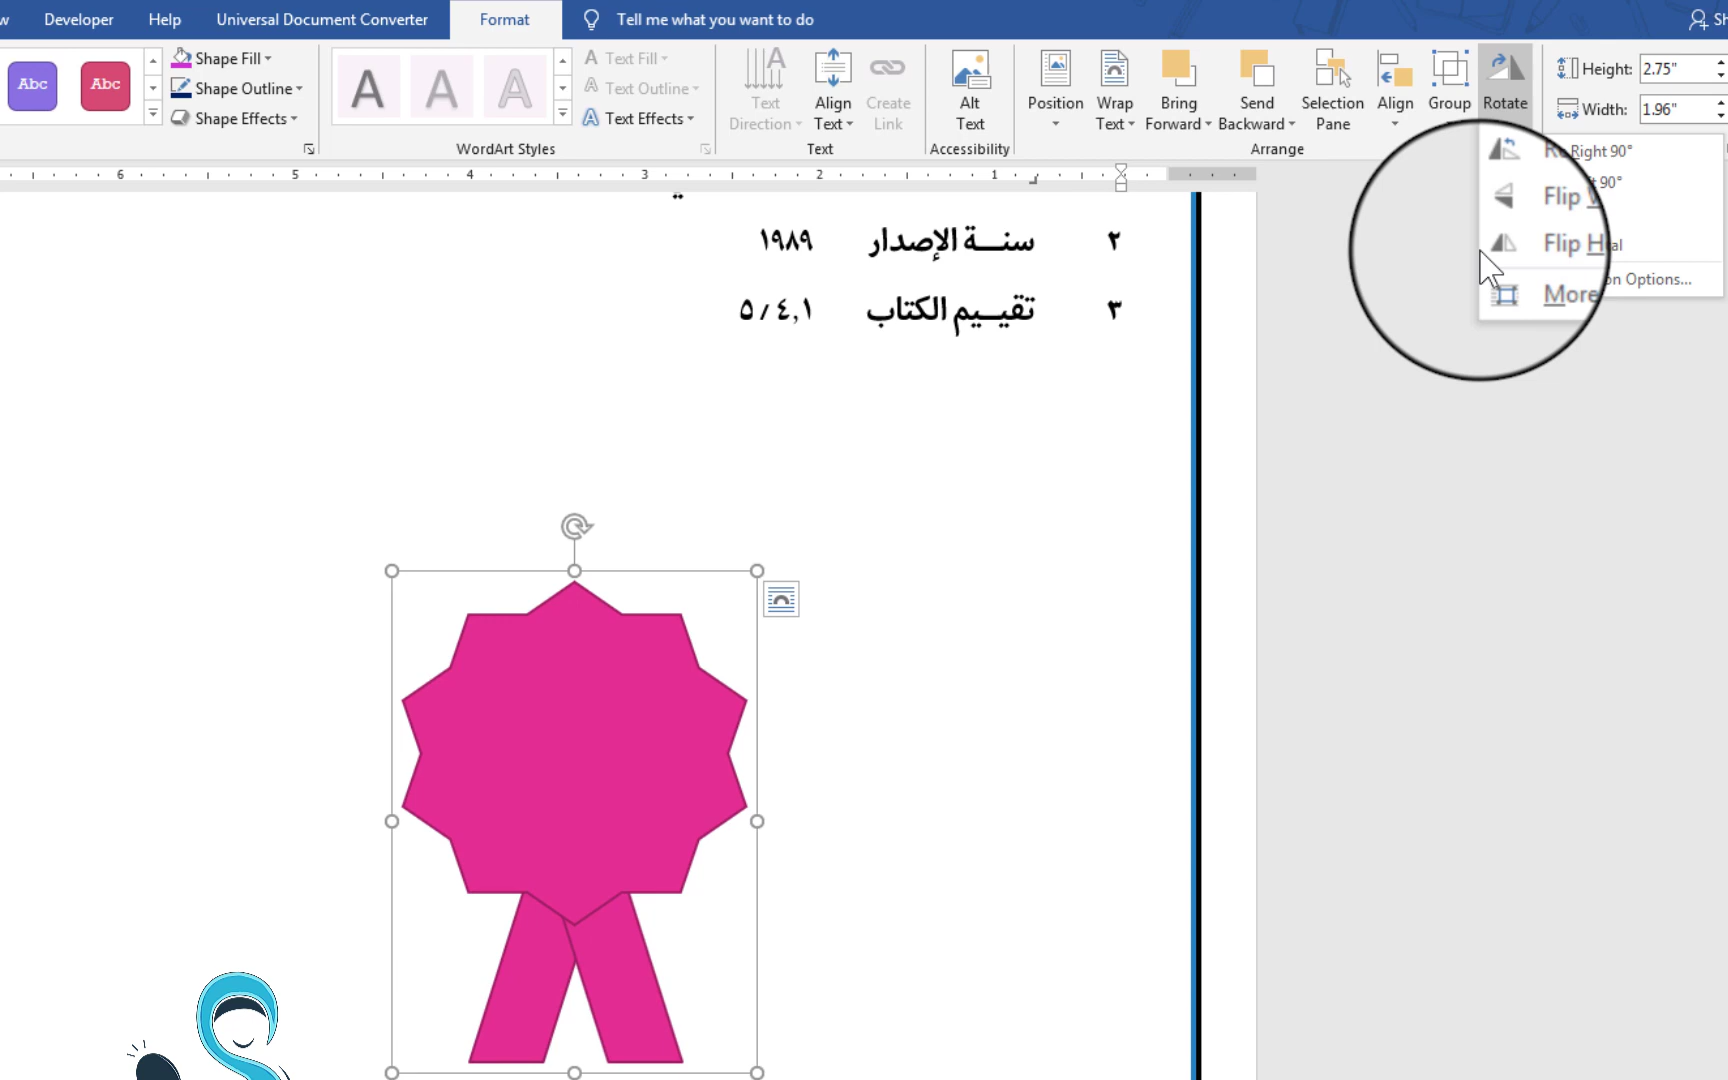 Developer Help Universal Document Converter Format Tell me what you want to do
Abc Abc
Shape Fill
Shape Outline
Shape Effects
A A A
Text Fill
Text Outline
Text Effects
WordArt Styles
Text Direction
Align Text
Create Link
Text
Alt Text
Accessibility
Position
Wrap Text
Bring Forward
Send Backward
Selection Pane
Align
Group
Rotate
Arrange
Height: 2.75"
Width: 1.96"
Right 90°
90°
Flip
Flip H
More
on Options...
6 5 4 3 2 1
٢ سنـــة الإصدار ١٩٨٩
٣ تقيـــيم الكتاب ٤,١ / ٥